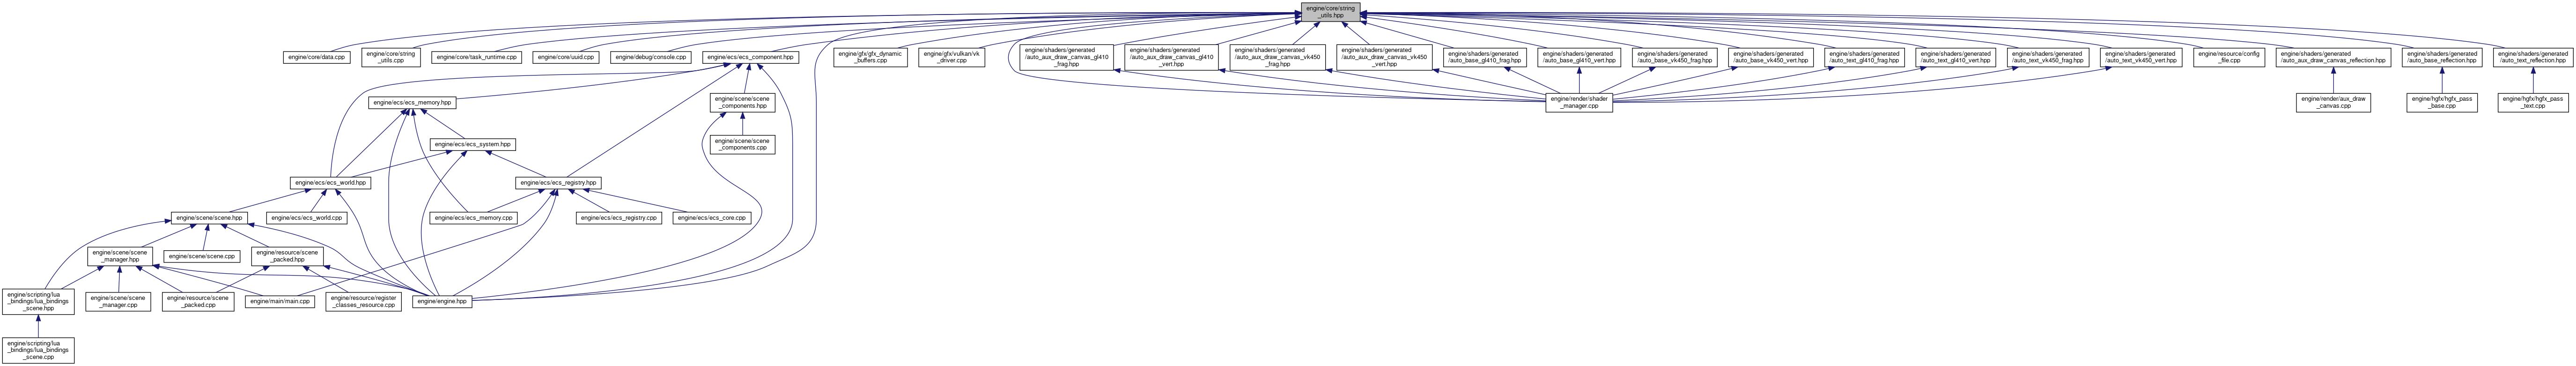 engine/core/string
_utils.hpp
engine/core/data.cpp
engine/core/string
_utils.cpp
engine/core/task_runtime.cpp
engine/core/uuid.cpp
engine/debug/console.cpp
engine/ecs/ecs_component.hpp
engine/gfx/gfx_dynamic
_buffers.cpp
engine/gfx/vulkan/vk
_driver.cpp
engine/shaders/generated
/auto_aux_draw_canvas_gl410
_frag.hpp
engine/shaders/generated
/auto_aux_draw_canvas_gl410
_vert.hpp
engine/shaders/generated
/auto_aux_draw_canvas_vk450
_frag.hpp
engine/shaders/generated
/auto_aux_draw_canvas_vk450
_vert.hpp
engine/shaders/generated
/auto_base_gl410_frag.hpp
engine/shaders/generated
/auto_base_gl410_vert.hpp
engine/shaders/generated
/auto_base_vk450_frag.hpp
engine/shaders/generated
/auto_base_vk450_vert.hpp
engine/shaders/generated
/auto_text_gl410_frag.hpp
engine/shaders/generated
/auto_text_gl410_vert.hpp
engine/shaders/generated
/auto_text_vk450_frag.hpp
engine/shaders/generated
/auto_text_vk450_vert.hpp
engine/resource/config
_file.cpp
engine/shaders/generated
/auto_aux_draw_canvas_reflection.hpp
engine/shaders/generated
/auto_base_reflection.hpp
engine/shaders/generated
/auto_text_reflection.hpp
engine/ecs/ecs_memory.hpp
engine/scene/scene
_components.hpp
engine/render/shader
_manager.cpp
engine/render/aux_draw
_canvas.cpp
engine/hgfx/hgfx_pass
_base.cpp
engine/hgfx/hgfx_pass
_text.cpp
engine/ecs/ecs_system.hpp
engine/scene/scene
_components.cpp
engine/ecs/ecs_world.hpp
engine/ecs/ecs_registry.hpp
engine/scene/scene.hpp
engine/ecs/ecs_world.cpp
engine/ecs/ecs_memory.cpp
engine/ecs/ecs_registry.cpp
engine/ecs/ecs_core.cpp
engine/scene/scene
_manager.hpp
engine/scene/scene.cpp
engine/resource/scene
_packed.hpp
engine/scripting/lua
_bindings/lua_bindings
_scene.hpp
engine/scene/scene
_manager.cpp
engine/resource/scene
_packed.cpp
engine/main/main.cpp
engine/resource/register
_classes_resource.cpp
engine/engine.hpp
engine/scripting/lua
_bindings/lua_bindings
_scene.cpp